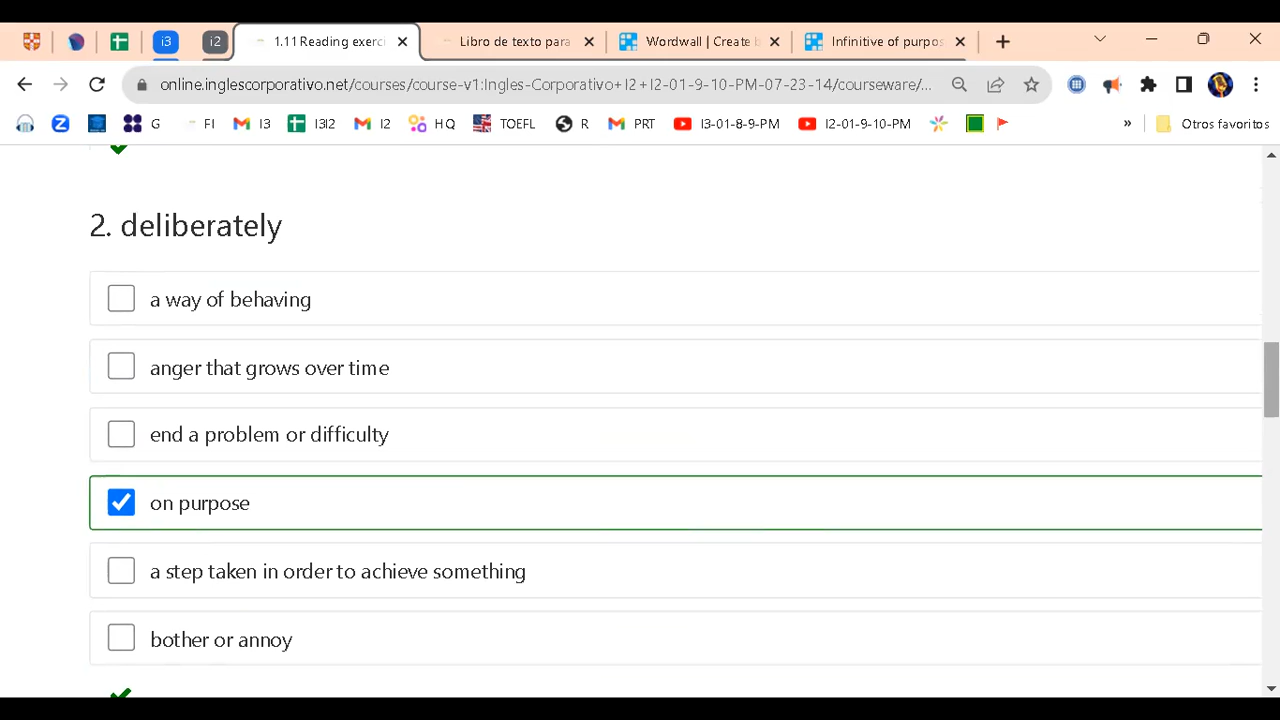 i3
i2
1.11 Reading exerci
Libro de texto para
Wordwall | Create b
Infinitive of purpos
online.inglescorporativo.net/courses/course-v1:Ingles-Corporativo+I2+I2-01-9-10-PM-07-23-14/courseware/...
G
FI
I3
I3I2
I2
HQ
TOEFL
R
PRT
I3-01-8-9-PM
I2-01-9-10-PM
»
Otros favoritos
2. deliberately
a way of behaving
anger that grows over time
end a problem or difficulty
on purpose
a step taken in order to achieve something
bother or annoy